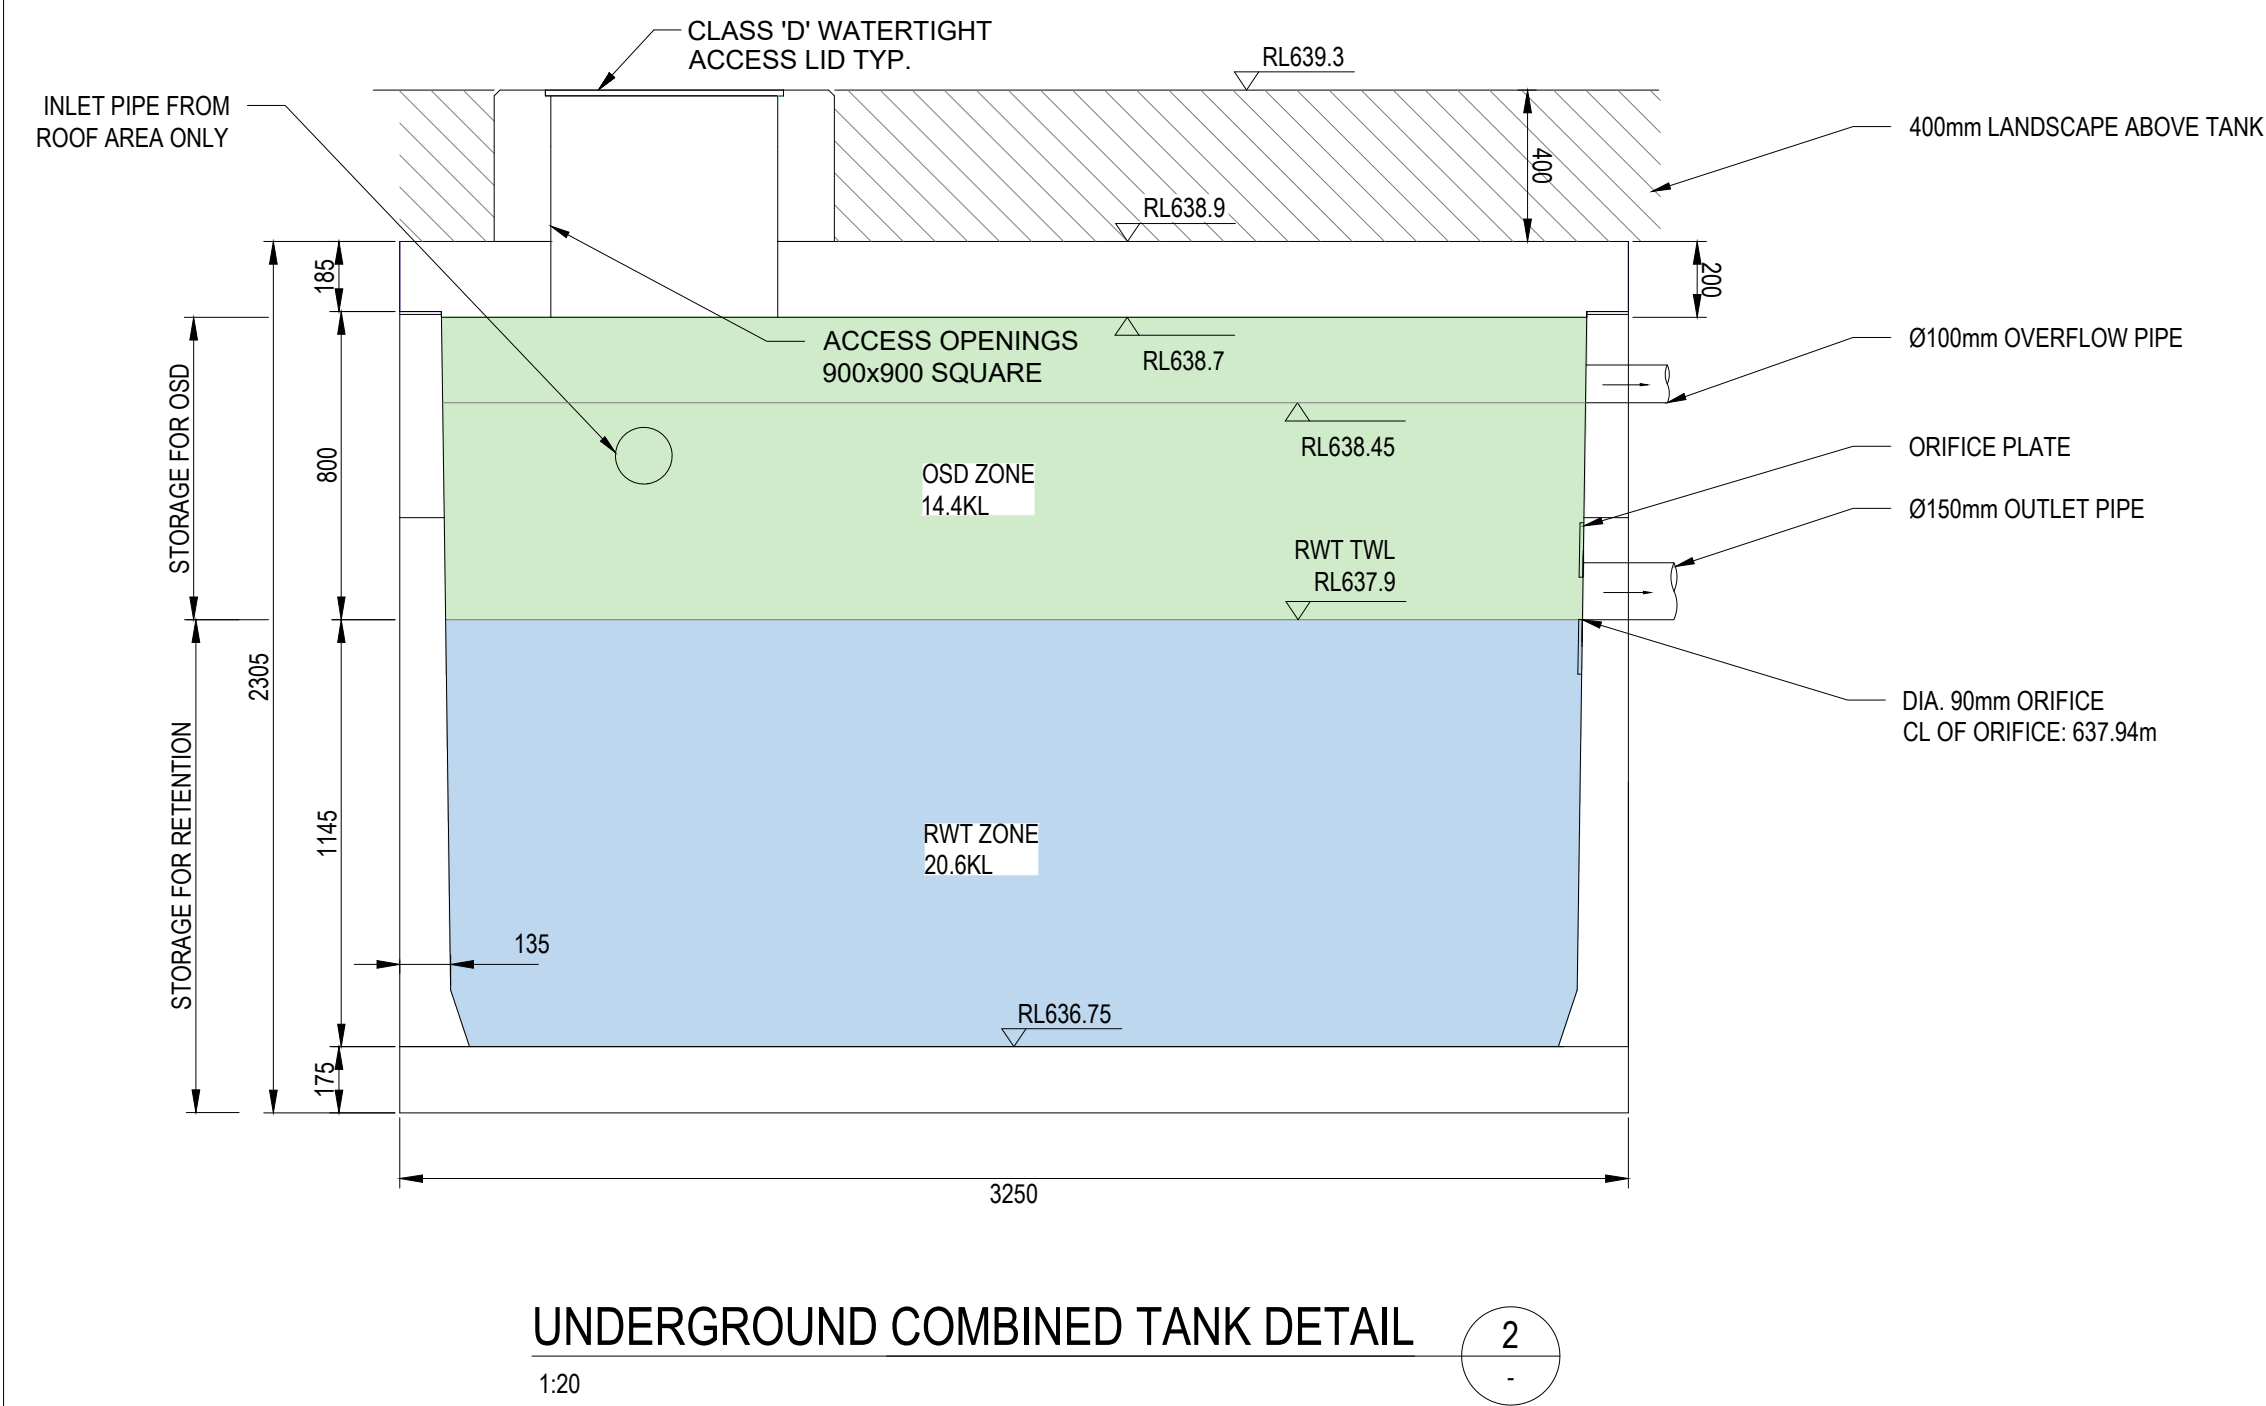 CLASS 'D' WATERTIGHT
ACCESS LID TYP.
RL639.3
INLET PIPE FROM
ROOF AREA ONLY
400mm LANDSCAPE ABOVE TANK
400
RL638.9
185
200
ACCESS OPENINGS
900x900 SQUARE
RL638.7
Ø100mm OVERFLOW PIPE
STORAGE FOR OSD
800
RL638.45
ORIFICE PLATE
OSD ZONE
14.4KL
Ø150mm OUTLET PIPE
RWT TWL
RL637.9
2305
DIA. 90mm ORIFICE
CL OF ORIFICE: 637.94m
STORAGE FOR RETENTION
1145
RWT ZONE
20.6KL
135
RL636.75
175
3250
UNDERGROUND COMBINED TANK DETAIL
2
-
1:20